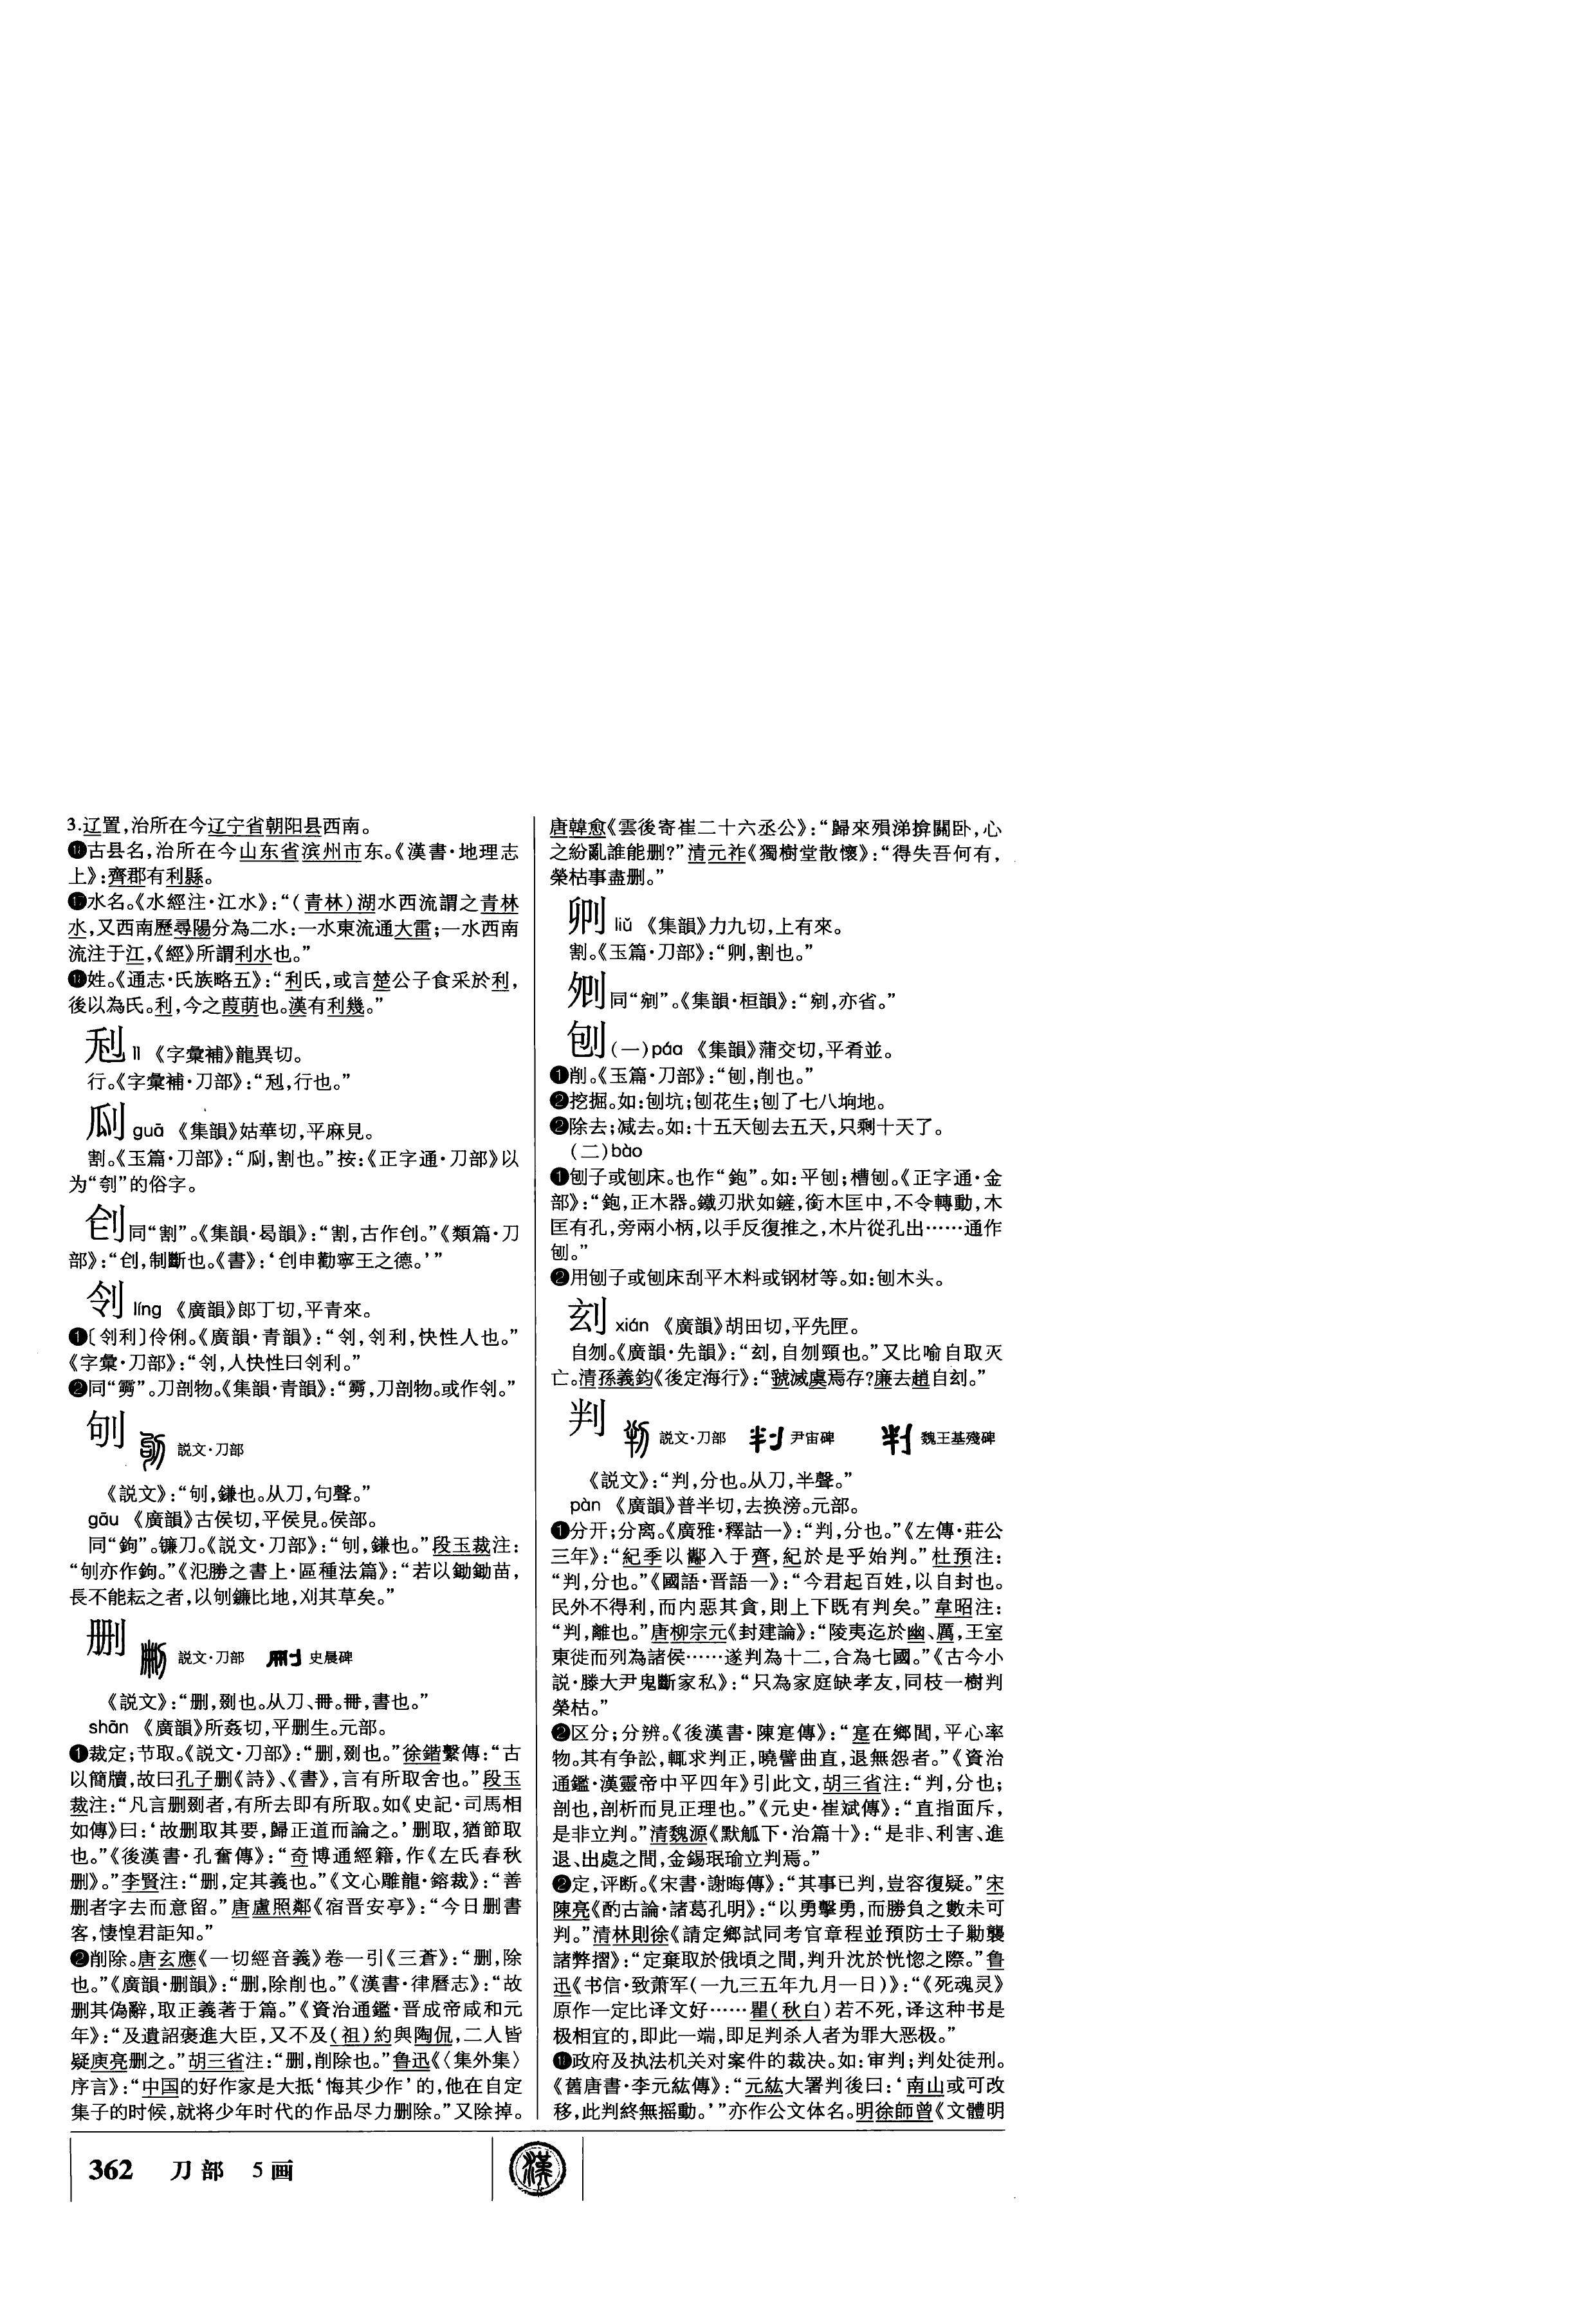 3.辽置,治所在今辽宁省朝阳县西南。
⓰古县名,治所在今山东省滨州市东。《漢書·地理志
上》:齊郡有利縣。
⓱水名。《水經注·江水》:“(青林)湖水西流謂之青林
水,又西南歷尋陽分為二水:一水東流通大雷;一水西南
流注于江,《經》所謂利水也。”
⓲姓。《通志·氏族略五》:“利氏,或言楚公子食采於利,
後以為氏。利,今之葭萌也。漢有利幾。”
lì 《字彙補》龍異切。
行。《字彙補·刀部》:“,行也。”
㓡 guā 《集韻》姑華切,平麻見。
割。《玉篇·刀部》:“㓡,割也。”按:《正字通·刀部》以
为“刳”的俗字。
同“割”。《集韻·曷韻》:“割,古作。”《類篇·刀
部》:“,制斷也。《書》:‘申勸寧王之德。’”
刢 líng 《廣韻》郎丁切,平青來。
❶〔刢利〕伶俐。《廣韻·青韻》:“刢,刢利,快性人也。”
《字彙·刀部》:“刢,人快性曰刢利。”
❷同“”。刀剖物。《集韻·青韻》:“,刀剖物。或作刢。”
刏 説文·刀部
《説文》:“,鎌也。从刀,句聲。”
gāu 《廣韻》古侯切,平侯見。侯部。
同“鉤”。镰刀。《説文·刀部》:“,鎌也。”段玉裁注:
“亦作鉤。”《氾勝之書上·區種法篇》:“若以鋤鋤苗,
長不能耘之者,以鐮比地,刈其草矣。”
删 説文·刀部 史晨碑
《説文》:“删,剟也。从刀、冊。冊,書也。”
shān 《廣韻》所姦切,平删生。元部。
❶裁定;节取。《説文·刀部》:“删,剟也。”徐鍇繫傳:“古
以簡牘,故曰孔子删《詩》、《書》,言有所取舍也。”段玉
裁注:“凡言删剟者,有所去即有所取。如《史記·司馬相
如傳》曰:‘故删取其要,歸正道而論之。’删取,猶節取
也。”《後漢書·孔奮傳》:“奇博通經籍,作《左氏春秋
删》。”李賢注:“删,定其義也。”《文心雕龍·鎔裁》:“善
删者字去而意留。”唐盧照鄰《宿晋安亭》:“今日删書
客,悽惶君詎知。”
❷削除。唐玄應《一切經音義》卷一引《三蒼》:“删,除
也。”《廣韻·删韻》:“删,除削也。”《漢書·律曆志》:“故
删其偽辭,取正義著于篇。”《資治通鑑·晋成帝咸和元
年》:“及遺詔褒進大臣,又不及(祖)約與陶侃,二人皆
疑庾亮删之。”胡三省注:“删,削除也。”鲁迅《〈集外集〉
序言》:“中国的好作家是大抵‘悔其少作’的,他在自定
集子的时候,就将少年时代的作品尽力删除。”又除掉。
唐韓愈《雲後寄崔二十六丞公》:“歸來殞涕揜關卧,心
之紛亂誰能删?”清元祚《獨樹堂散懷》:“得失吾何有,
榮枯事盡删。”
liǔ 《集韻》力九切,上有來。
割。《玉篇·刀部》:“,割也。”
同“剜”。《集韻·桓韻》:“剜,亦省。”
刨 (一)páa 《集韻》蒲交切,平肴並。
❶削。《玉篇·刀部》:“刨,削也。”
❷挖掘。如:刨坑;刨花生;刨了七八垧地。
❷除去;减去。如:十五天刨去五天,只剩十天了。
(二)bào
❶刨子或刨床。也作“鉋”。如:平刨;槽刨。《正字通·金
部》:“鉋,正木器。鐵刃狀如鏟,銜木匡中,不令轉動,木
匡有孔,旁兩小柄,以手反復推之,木片從孔出……通作
刨。”
❷用刨子或刨床刮平木料或钢材等。如:刨木头。
㓩 xián 《廣韻》胡田切,平先匣。
自刎。《廣韻·先韻》:“㓩,自刎頸也。”又比喻自取灭
亡。清孫義鈞《後定海行》:“虢滅虞焉存?廉去趙自㓩。”
判 説文·刀部 尹宙碑 魏王基殘碑
《説文》:“判,分也。从刀,半聲。”
pàn 《廣韻》普半切,去换滂。元部。
❶分开;分离。《廣雅·釋詁一》:“判,分也。”《左傳·莊公
三年》:“紀季以酅入于齊,紀於是乎始判。”杜預注:
“判,分也。”《國語·晋語一》:“今君起百姓,以自封也。
民外不得利,而内惡其貪,則上下既有判矣。”韋昭注:
“判,離也。”唐柳宗元《封建論》:“陵夷迄於幽、厲,王室
東徙而列為諸侯……遂判為十二,合為七國。”《古今小
説·滕大尹鬼斷家私》:“只為家庭缺孝友,同枝一樹判
榮枯。”
❷区分;分辨。《後漢書·陳寔傳》:“寔在鄉閭,平心率
物。其有争訟,輒求判正,曉譬曲直,退無怨者。”《資治
通鑑·漢靈帝中平四年》引此文,胡三省注:“判,分也;
剖也,剖析而見正理也。”《元史·崔斌傳》:“直指面斥,
是非立判。”清魏源《默觚下·治篇十》:“是非、利害、進
退、出處之間,金錫珉瑜立判焉。”
❷定,评断。《宋書·謝晦傳》:“其事已判,豈容復疑。”宋
陳亮《酌古論·諸葛孔明》:“以勇擊勇,而勝負之數未可
判。”清林則徐《請定鄉試同考官章程並預防士子勦襲
諸弊摺》:“定棄取於俄頃之間,判升沈於恍惚之際。”鲁
迅《书信·致萧军(一九三五年九月一日)》:“《死魂灵》
原作一定比译文好……瞿(秋白)若不死,译这种书是
极相宜的,即此一端,即足判杀人者为罪大恶极。”
⓲政府及执法机关对案件的裁决。如:审判;判处徒刑。
《舊唐書·李元紘傳》:“元紘大署判後曰:‘南山或可改
移,此判終無摇動。’”亦作公文体名。明徐師曾《文體明
362 刀部 5画
漢